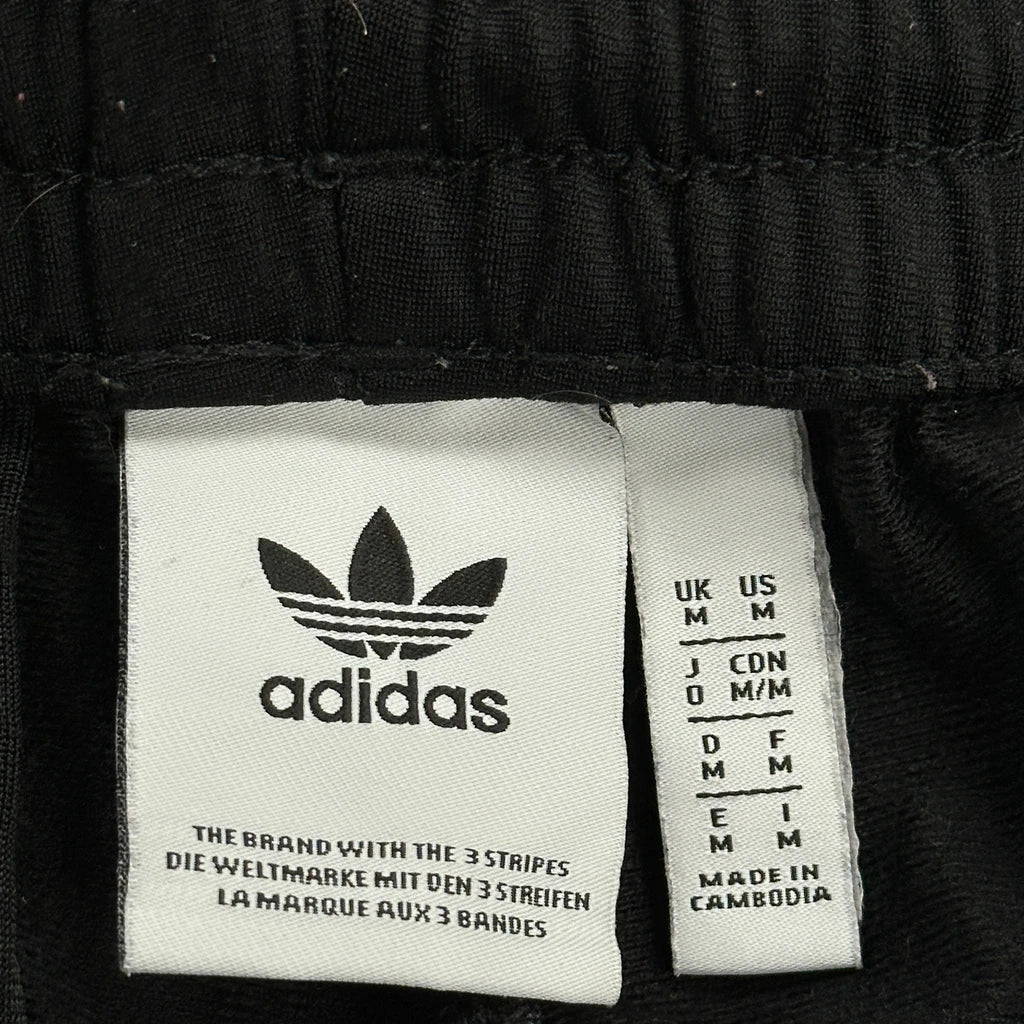 adidas
THE BRAND WITH THE 3 STRIPES
DIE WELTMARKE MIT DEN 3 STREIFEN
LA MARQUE AUX 3 BANDES
UK US
M M
J CDN
O M/M
D F
M M
E I
M M
MADE IN
CAMBODIA